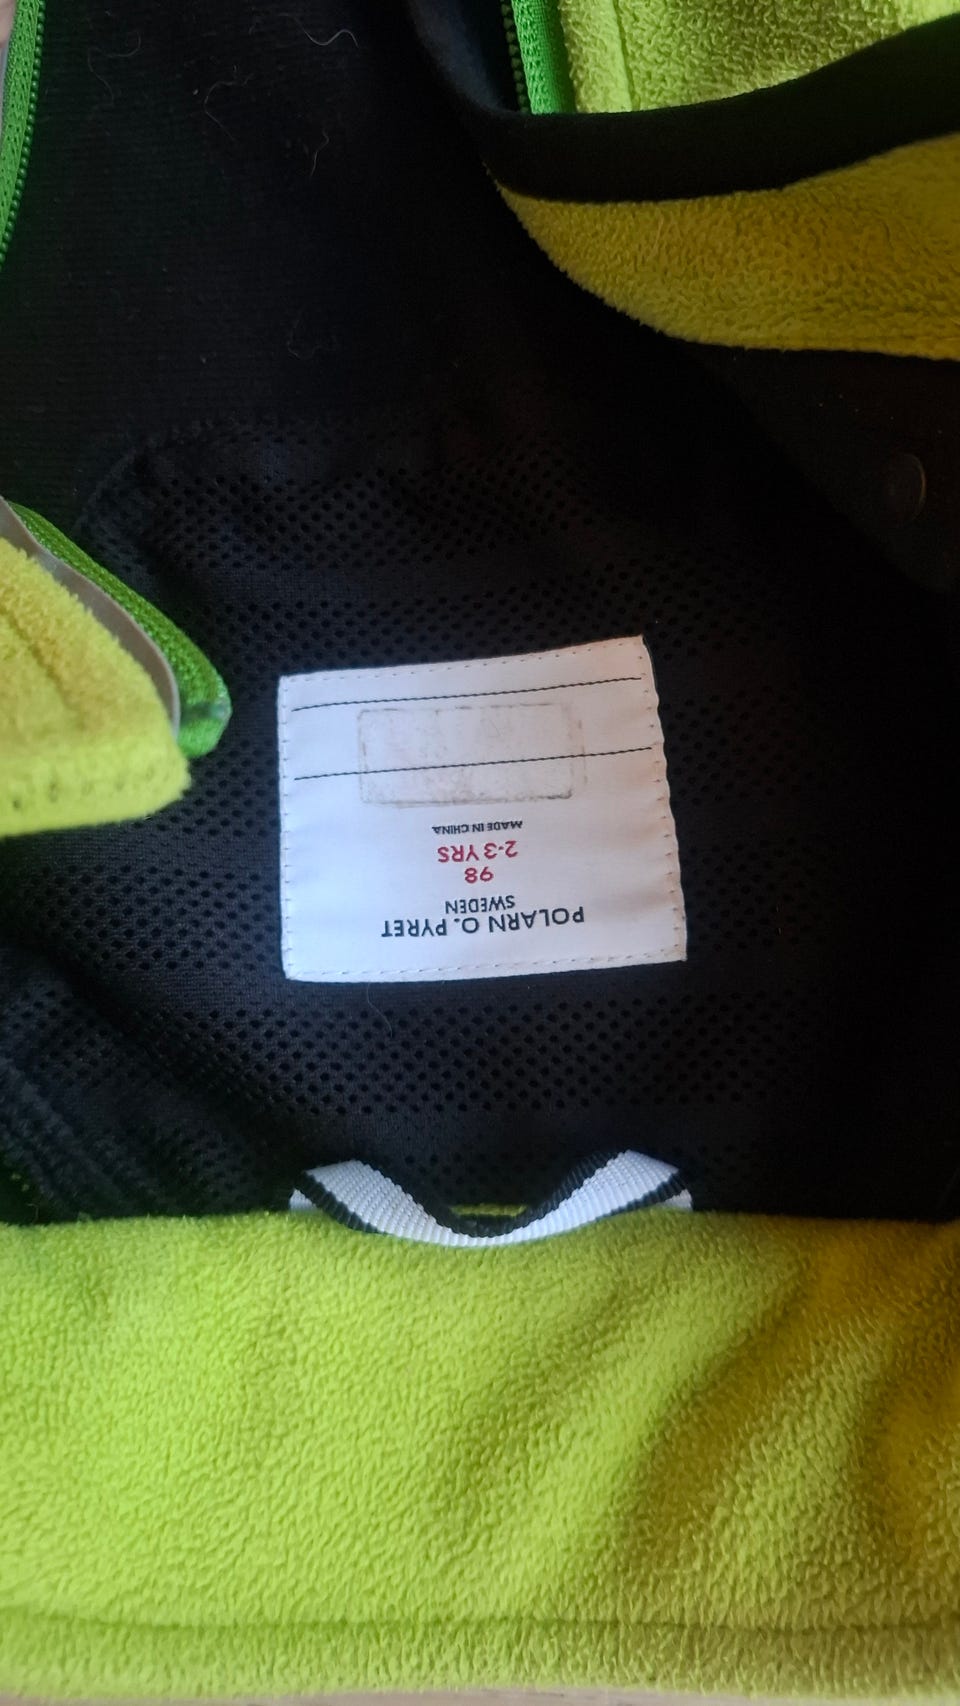 POLARN O. PYRET
SWEDEN
98
2-3 YRS
MADE IN CHINA